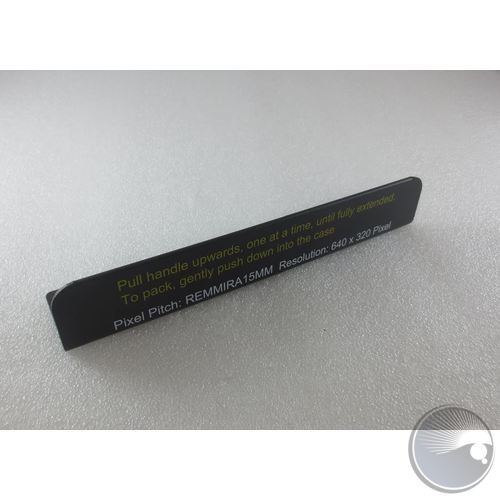 Pull handle upwards, one at a time, until fully extended.
To pack, gently push down into the case
Pixel Pitch: REMMIRA15MM Resolution: 640 x 320 Pixel